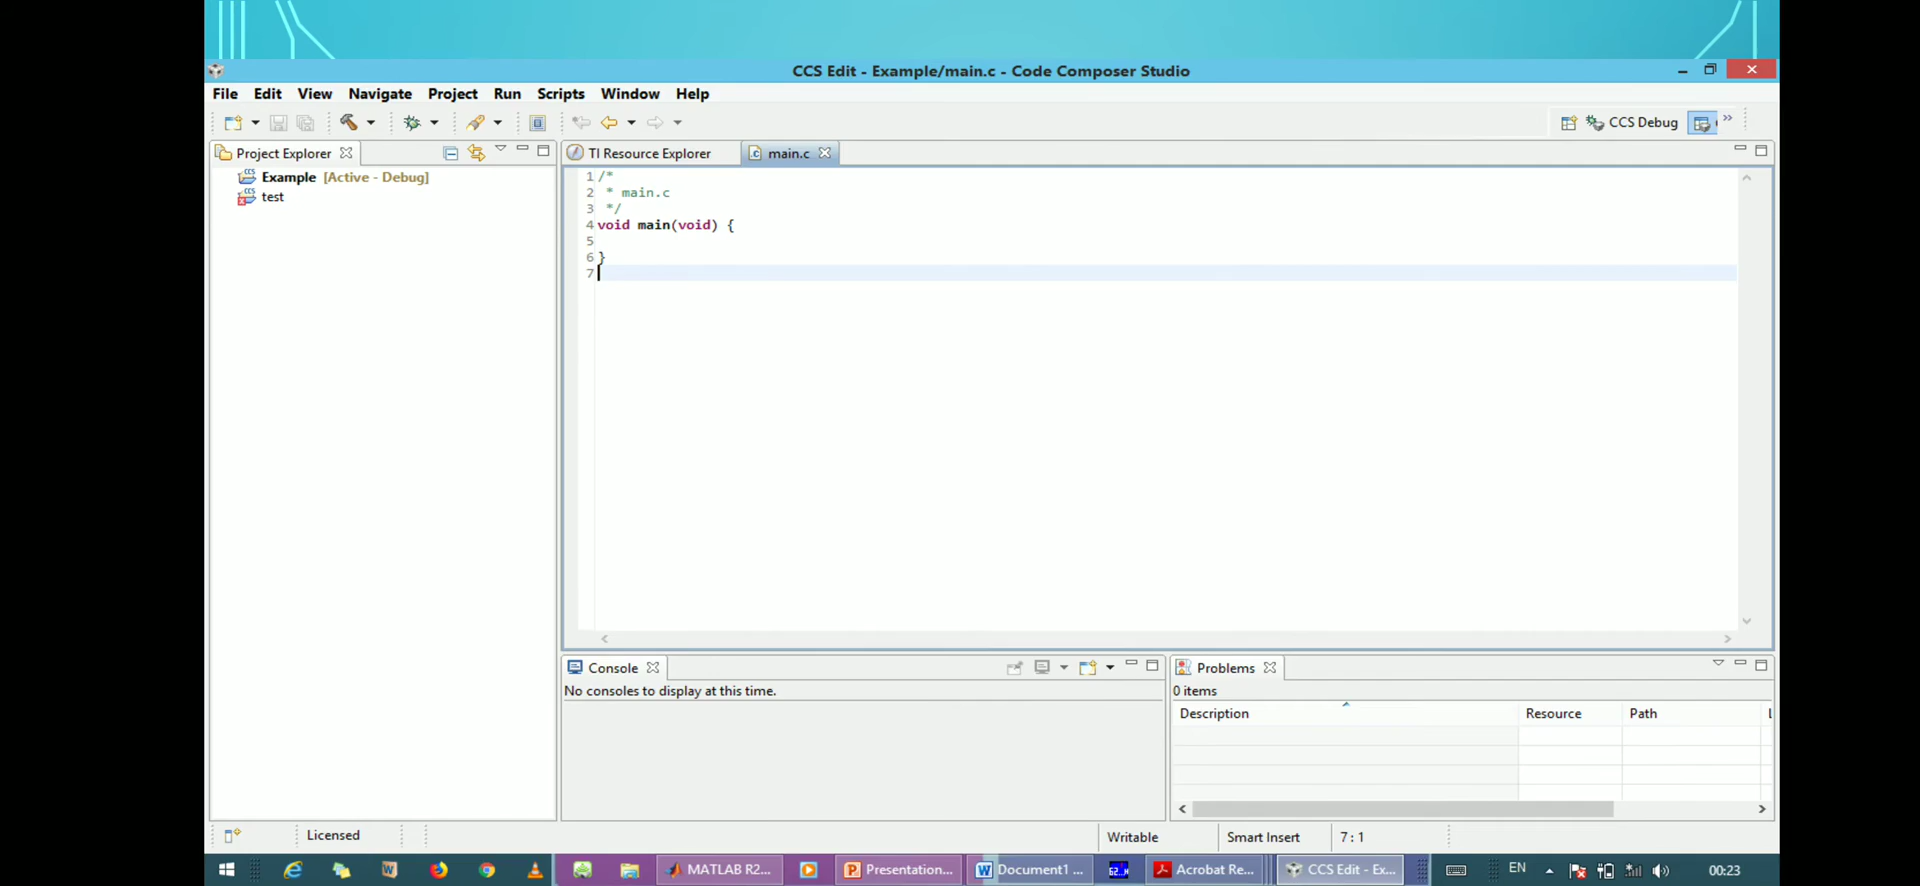 CCS Edit - Example/main.c - Code Composer Studio
File Edit View Navigate Project Run Scripts Window Help
CCS Debug
Project Explorer
TI Resource Explorer
main.c
Example [Active - Debug]
test
1 /*
2 * main.c
3 */
4 void main(void) {
5
6 }
7
Console
No consoles to display at this time.
Problems
0 items
Description Resource Path
Licensed
Writable
Smart Insert
7 : 1
MATLAB R2...
Presentation...
Document1 ...
Acrobat Re...
CCS Edit - Ex...
EN
00:23